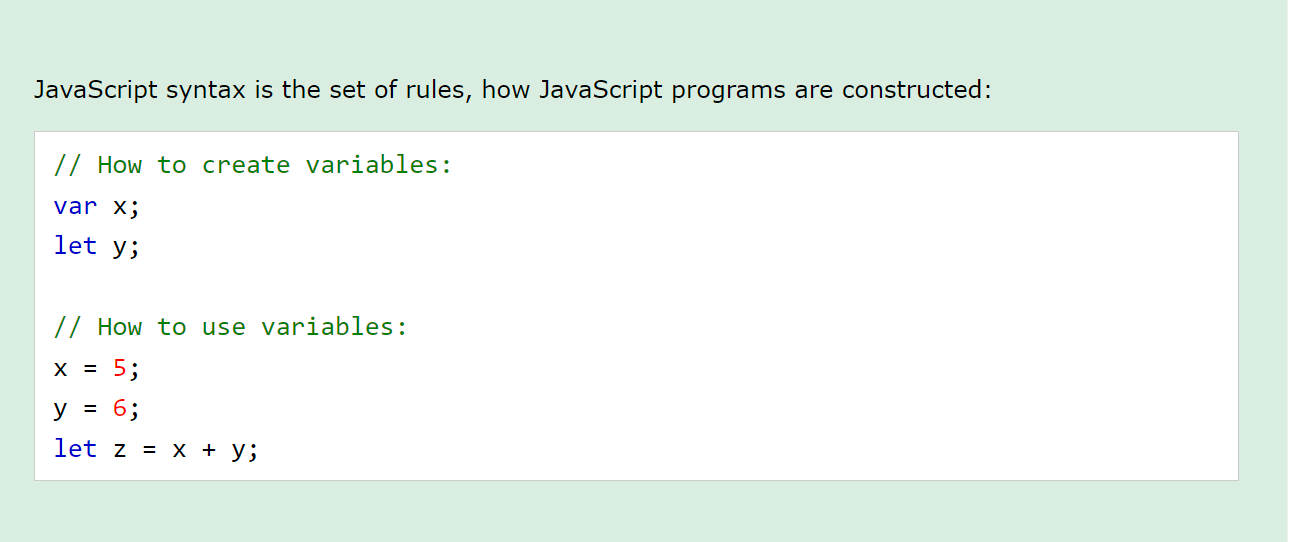 JavaScript syntax is the set of rules, how JavaScript programs are constructed:
// How to create variables:
var x;
let y;
// How to use variables:
x = 5;
y = 6;
let z = x + y;